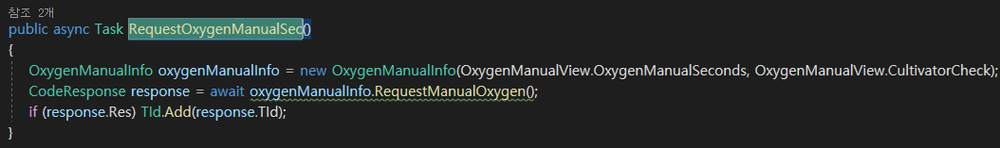 참조 2개
public async Task RequestOxygenManualSec()
{
OxygenManualInfo oxygenManualInfo = new OxygenManualInfo(OxygenManualView.OxygenManualSeconds, OxygenManualView.CultivatorCheck);
CodeResponse response = await oxygenManualInfo.RequestManualOxygen();
if (response.Res) TId.Add(response.TId);
}